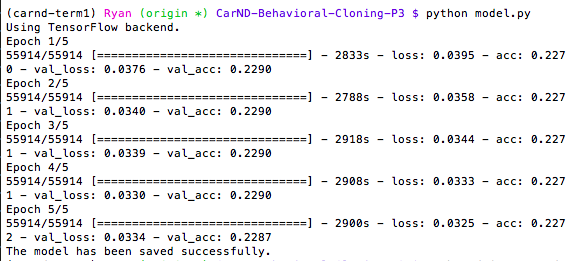 (carnd-term1) Ryan (origin *) CarND-Behavioral-Cloning-P3 $ python model.py
Using TensorFlow backend.
Epoch 1/5
55914/55914 [==============================] - 2833s - loss: 0.0395 - acc: 0.227
0 - val_loss: 0.0376 - val_acc: 0.2290
Epoch 2/5
55914/55914 [==============================] - 2788s - loss: 0.0358 - acc: 0.227
1 - val_loss: 0.0340 - val_acc: 0.2290
Epoch 3/5
55914/55914 [==============================] - 2918s - loss: 0.0344 - acc: 0.227
1 - val_loss: 0.0339 - val_acc: 0.2290
Epoch 4/5
55914/55914 [==============================] - 2908s - loss: 0.0333 - acc: 0.227
1 - val_loss: 0.0330 - val_acc: 0.2290
Epoch 5/5
55914/55914 [==============================] - 2900s - loss: 0.0325 - acc: 0.227
2 - val_loss: 0.0334 - val_acc: 0.2287
The model has been saved successfully.